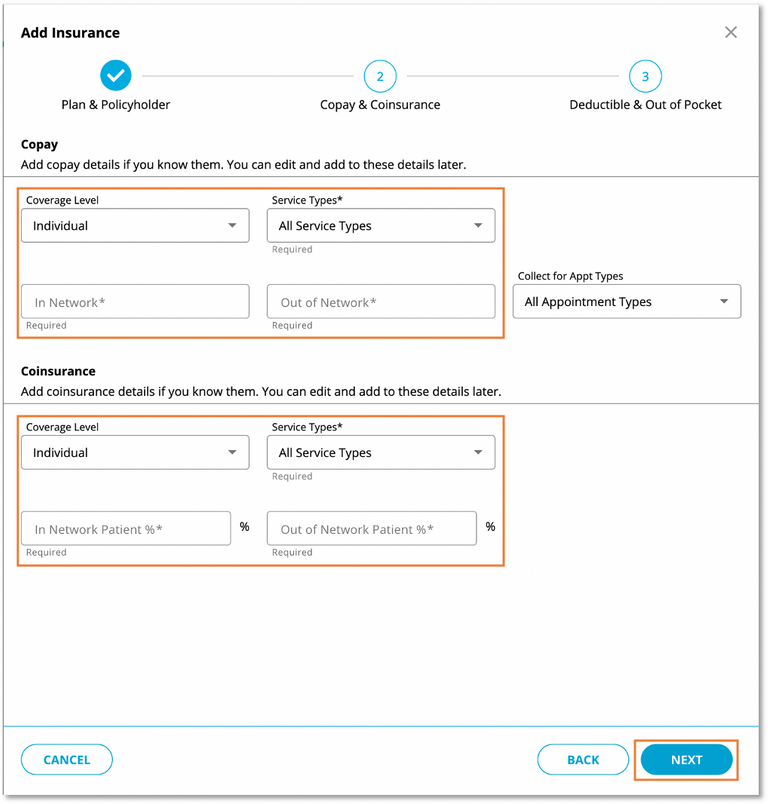 Add Insurance
2
3
Plan & Policyholder
Copay & Coinsurance
Deductible & Out of Pocket
Copay
Add copay details if you know them. You can edit and add to these details later.
Coverage Level
Service Types*
Individual
All Service Types
Required
Collect for Appt Types
In Network*
Out of Network*
All Appointment Types
Required
Required
Coinsurance
Add coinsurance details if you know them. You can edit and add to these details later.
Coverage Level
Service Types*
Individual
All Service Types
Required
In Network Patient %*
%
Out of Network Patient %*
%
Required
Required
CANCEL
BACK
NEXT